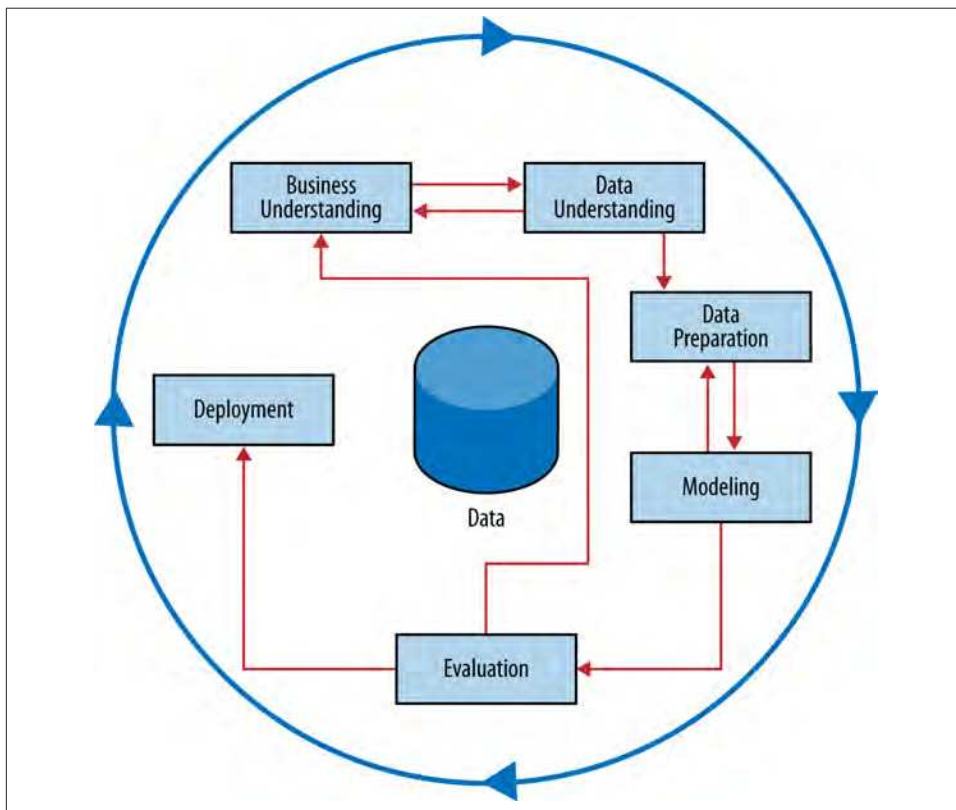 Business
Understanding
Data
Understanding
Data
Preparation
Deployment
Modeling
Data
Evaluation